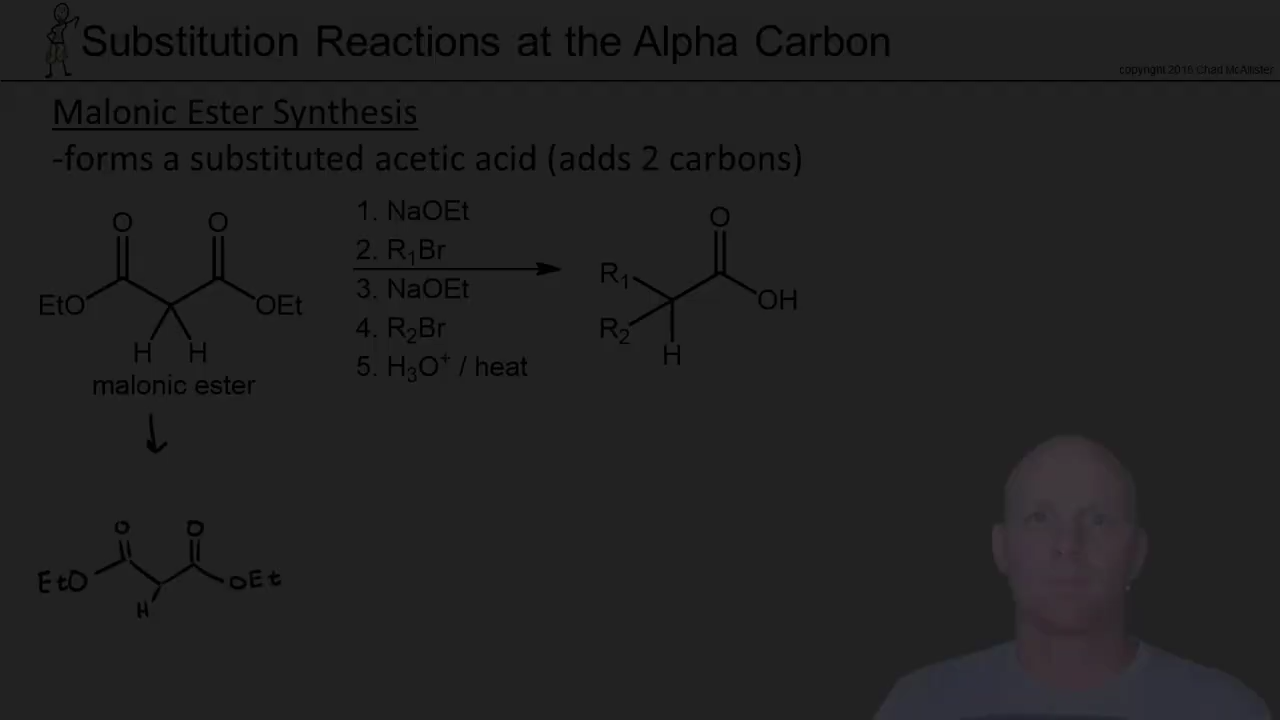 Substitution Reactions at the Alpha Carbon
copyright 2016 Chad McAllister
Malonic Ester Synthesis
-forms a substituted acetic acid (adds 2 carbons)
O O
EtO OEt
H H
malonic ester
1. NaOEt
2. R₁Br
3. NaOEt
4. R₂Br
5. H₃O⁺ / heat
O
R₁
OH
R₂
H
O O
EtO OEt
H